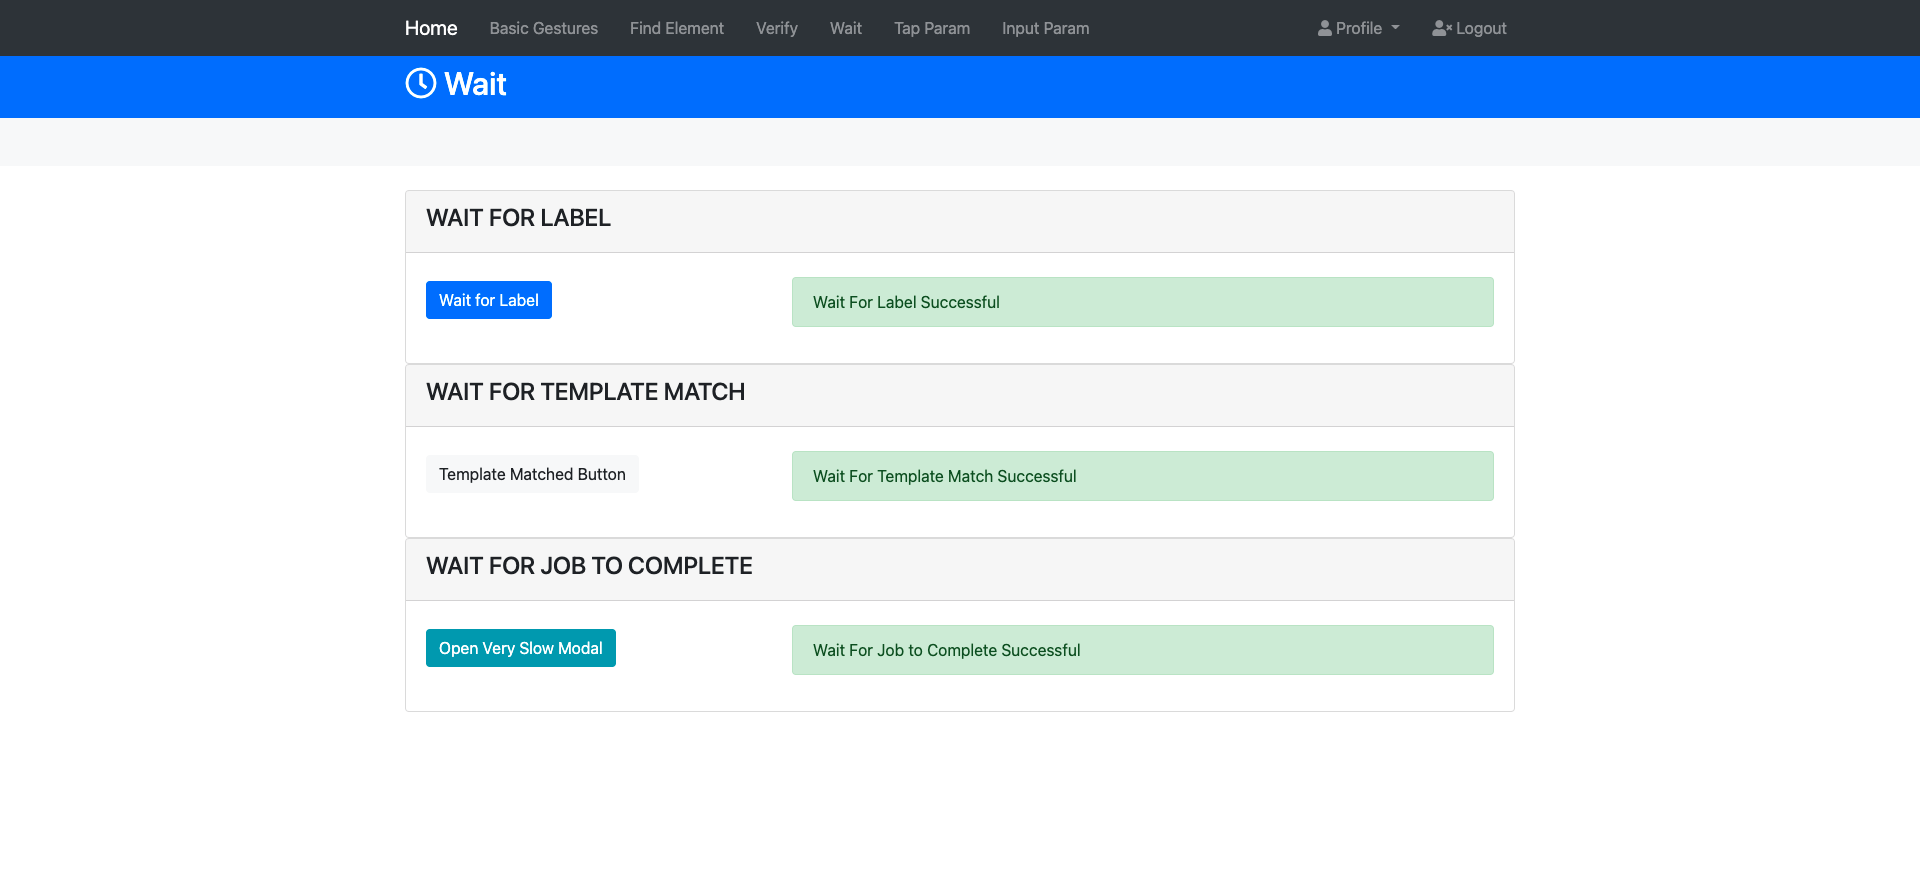 Home Basic Gestures Find Element Verify Wait Tap Param Input Param Profile Logout
Wait
WAIT FOR LABEL
Wait for Label Wait For Label Successful
WAIT FOR TEMPLATE MATCH
Template Matched Button Wait For Template Match Successful
WAIT FOR JOB TO COMPLETE
Open Very Slow Modal Wait For Job to Complete Successful